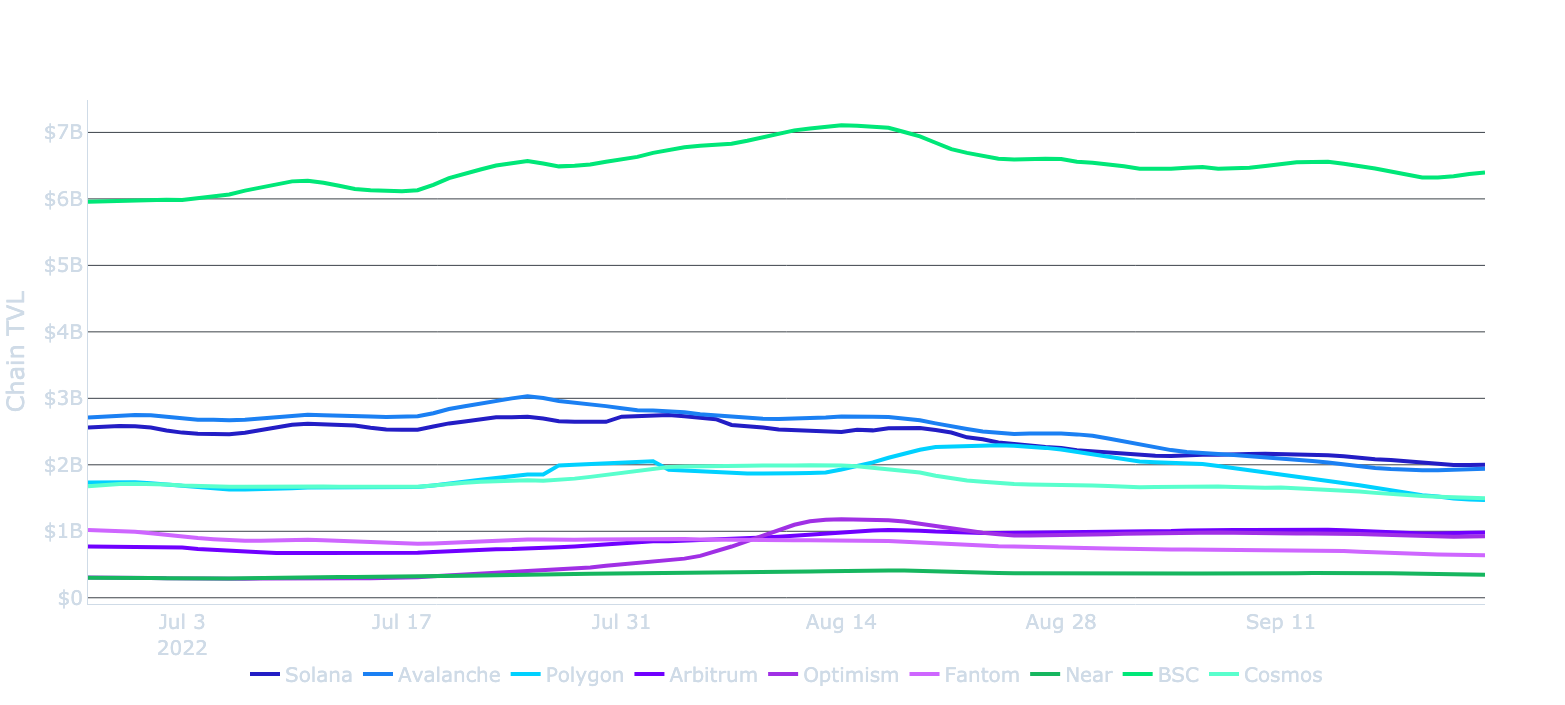 Chain TVL
$7B
$6B
$5B
$4B
$3B
$2B
$1B
$0
Jul 3
2022
Jul 17
Jul 31
Aug 14
Aug 28
Sep 11
Solana
Avalanche
Polygon
Arbitrum
Optimism
Fantom
Near
BSC
Cosmos